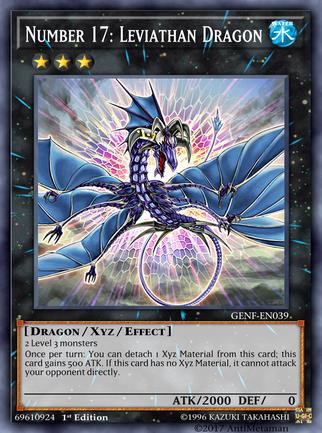 Number 17: Leviathan Dragon
WATER
水
GENF-EN039
[Dragon / Xyz / Effect]
2 Level 3 monsters
Once per turn: You can detach 1 Xyz Material from this card; this
card gains 500 ATK. If this card has no Xyz Material, it cannot attack
your opponent directly.
ATK/2000 DEF/ 0
69610924 1st Edition ©1996 KAZUKI TAKAHASHI
©2017 AntiMetaman